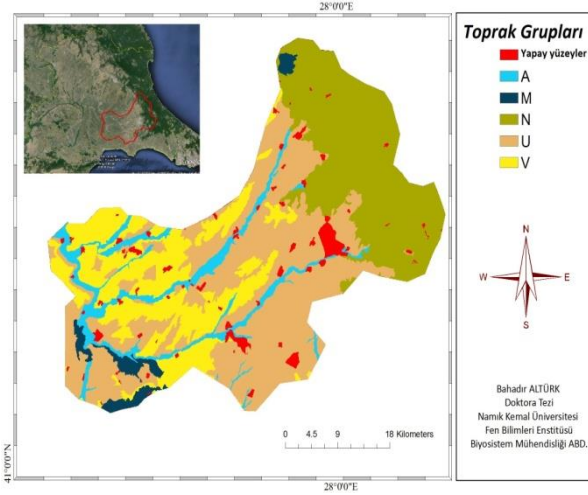 28°0'0"E
Toprak Grupları
Yapay yüzeyler
A
M
N
U
V
N
W E
S
Bahadır ALTÜRK
Doktora Tezi
Namık Kemal Üniversitesi
Fen Bilimleri Enstitüsü
Biyosistem Mühendisliği ABD.
0 4.5 9 18 Kilometers
41°0'0"N
28°0'0"E